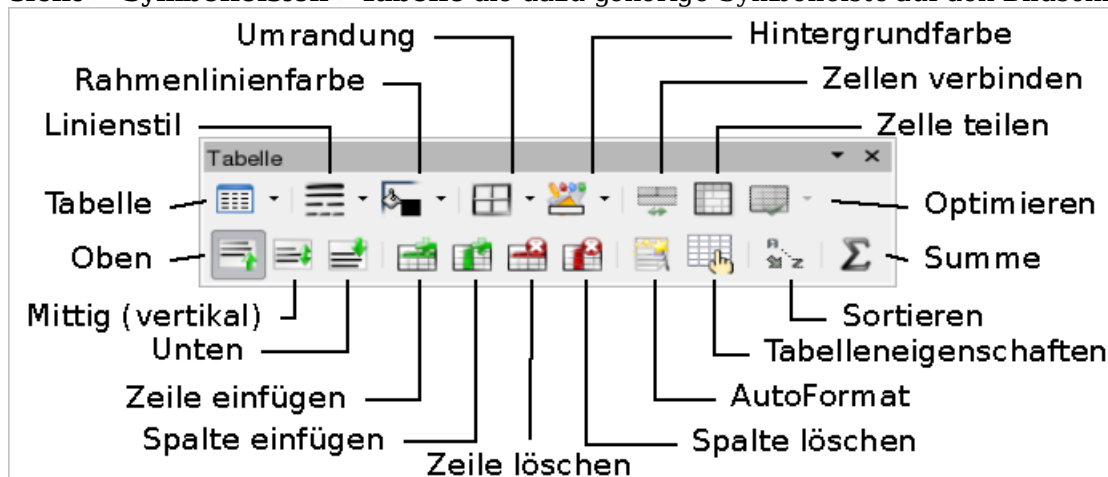 Umrandung
Hintergrundfarbe
Rahmenlinienfarbe
Zellen verbinden
Linienstil
Zelle teilen
Tabelle
Tabelle
Optimieren
Oben
Summe
Mittig (vertikal)
Sortieren
Unten
Tabelleneigenschaften
Zeile einfügen
AutoFormat
Spalte einfügen
Spalte löschen
Zeile löschen